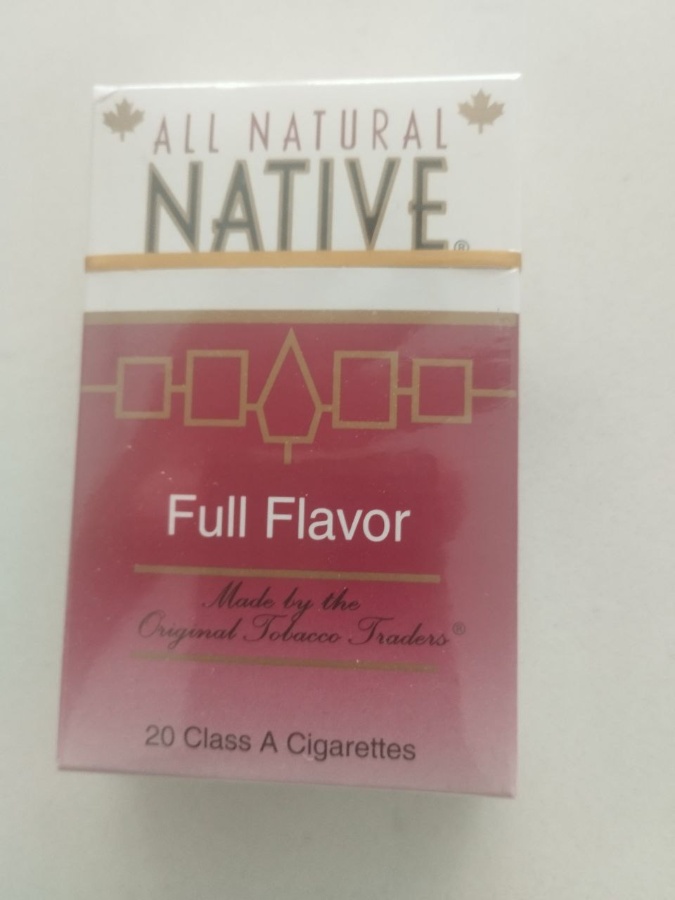 ALL NATURAL
NATIVE®
Full Flavor
Made by the
Original Tobacco Traders®
20 Class A Cigarettes